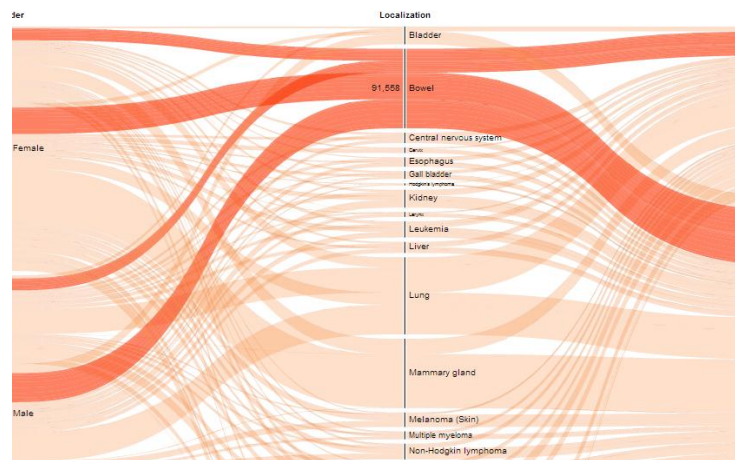 der
Localization
Bladder
91,558 Bowel
Central nervous system
Cervix
Female
Esophagus
Gall bladder
Hodgkin's lymphoma
Kidney
Larynx
Leukemia
Liver
Lung
Mammary gland
Male
Melanoma (Skin)
Multiple myeloma
Non-Hodgkin lymphoma